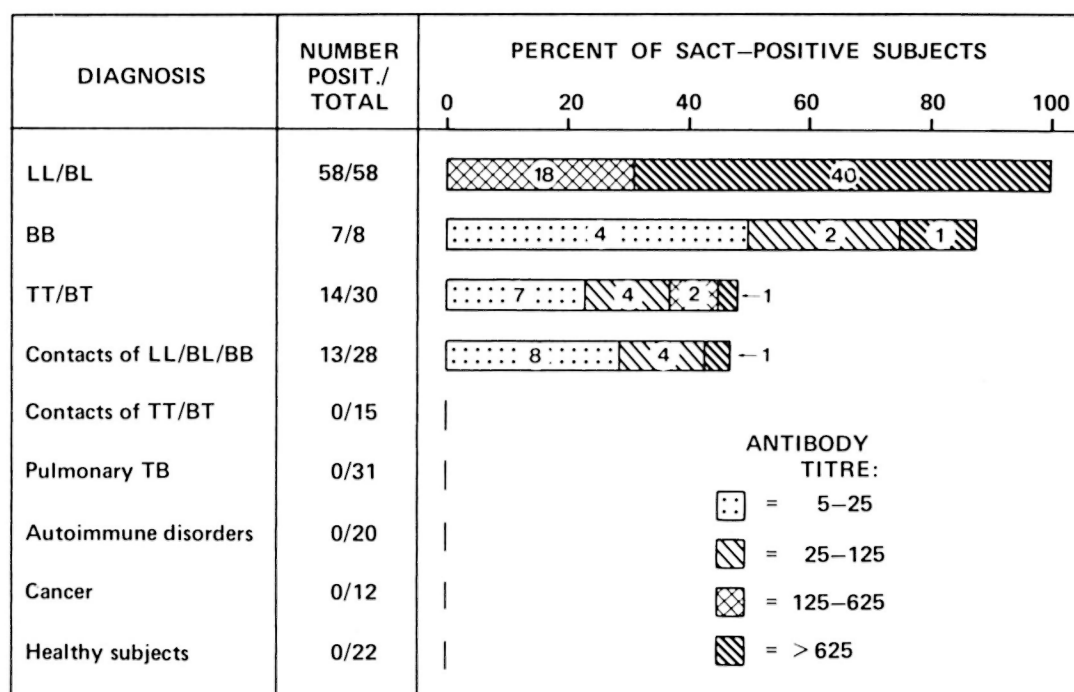 DIAGNOSIS
NUMBER
POSIT./
TOTAL
PERCENT OF SACT–POSITIVE SUBJECTS
0 20 40 60 80 100
LL/BL 58/58 18 40
BB 7/8 4 2 1
TT/BT 14/30 7 4 2 ←1
Contacts of LL/BL/BB 13/28 8 4 ←1
Contacts of TT/BT 0/15
Pulmonary TB 0/31
Autoimmune disorders 0/20
Cancer 0/12
Healthy subjects 0/22
ANTIBODY
TITRE:
= 5–25
= 25–125
= 125–625
= >625